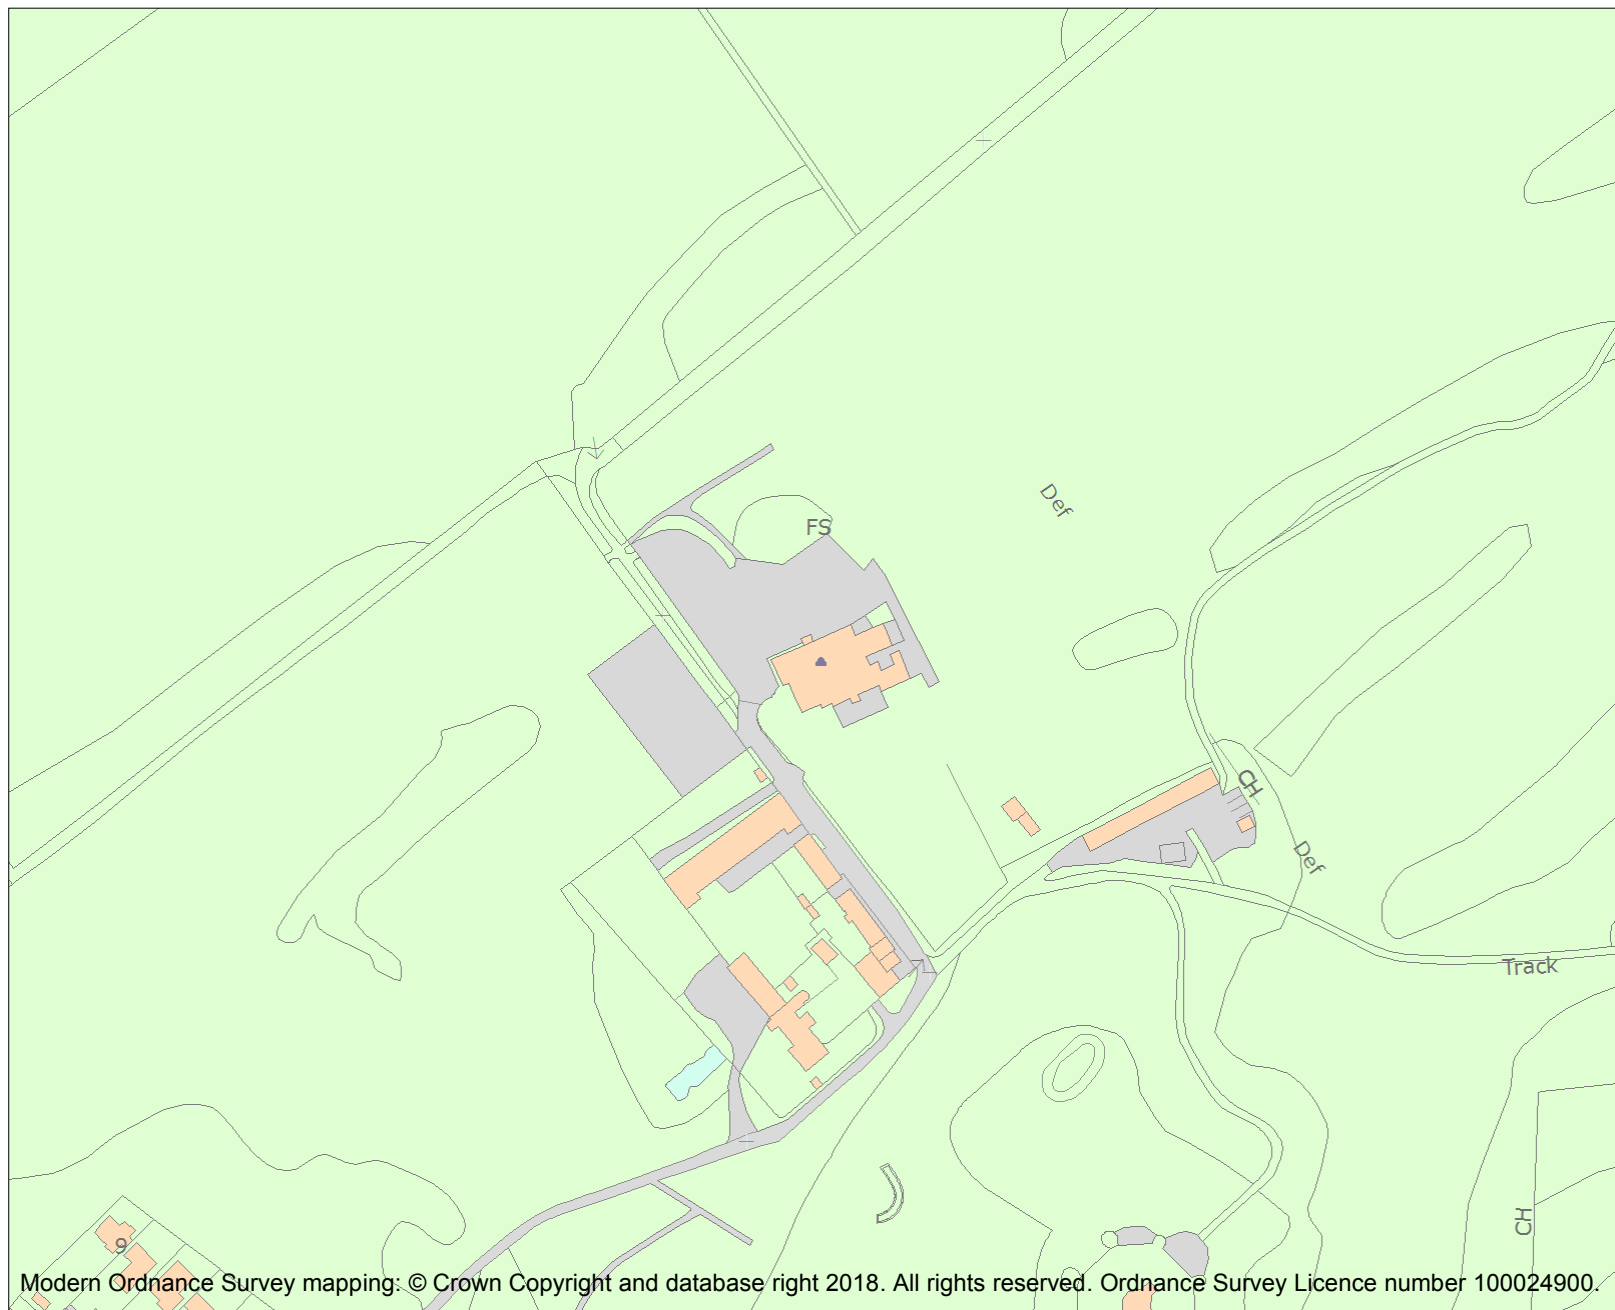 Def
FS
CH
Def
Track
CH
9
Modern Ordnance Survey mapping: © Crown Copyright and database right 2018. All rights reserved. Ordnance Survey Licence number 100024900.